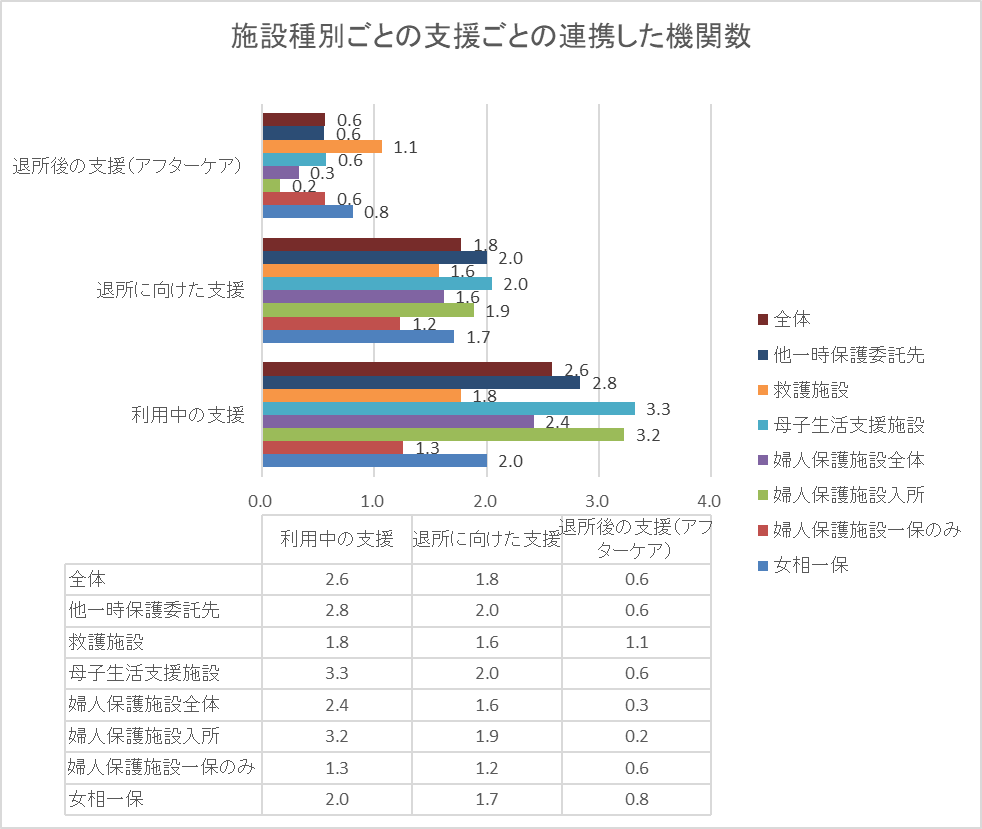 施設種別ごとの支援ごとの連携した機関数
退所後の支援(アフターケア)
0.6
0.6
1.1
0.6
0.3
0.2
0.6
0.8
退所に向けた支援
1.8
2.0
1.6
2.0
1.6
1.9
1.2
1.7
利用中の支援
2.6
2.8
1.8
3.3
2.4
3.2
1.3
2.0
0.0 1.0 2.0 3.0 4.0
全体
他一時保護委託先
救護施設
母子生活支援施設
婦人保護施設全体
婦人保護施設入所
婦人保護施設一保のみ
女相一保
利用中の支援 退所に向けた支援 退所後の支援(アフ
ターケア)
全体 2.6 1.8 0.6
他一時保護委託先 2.8 2.0 0.6
救護施設 1.8 1.6 1.1
母子生活支援施設 3.3 2.0 0.6
婦人保護施設全体 2.4 1.6 0.3
婦人保護施設入所 3.2 1.9 0.2
婦人保護施設一保のみ 1.3 1.2 0.6
女相一保 2.0 1.7 0.8